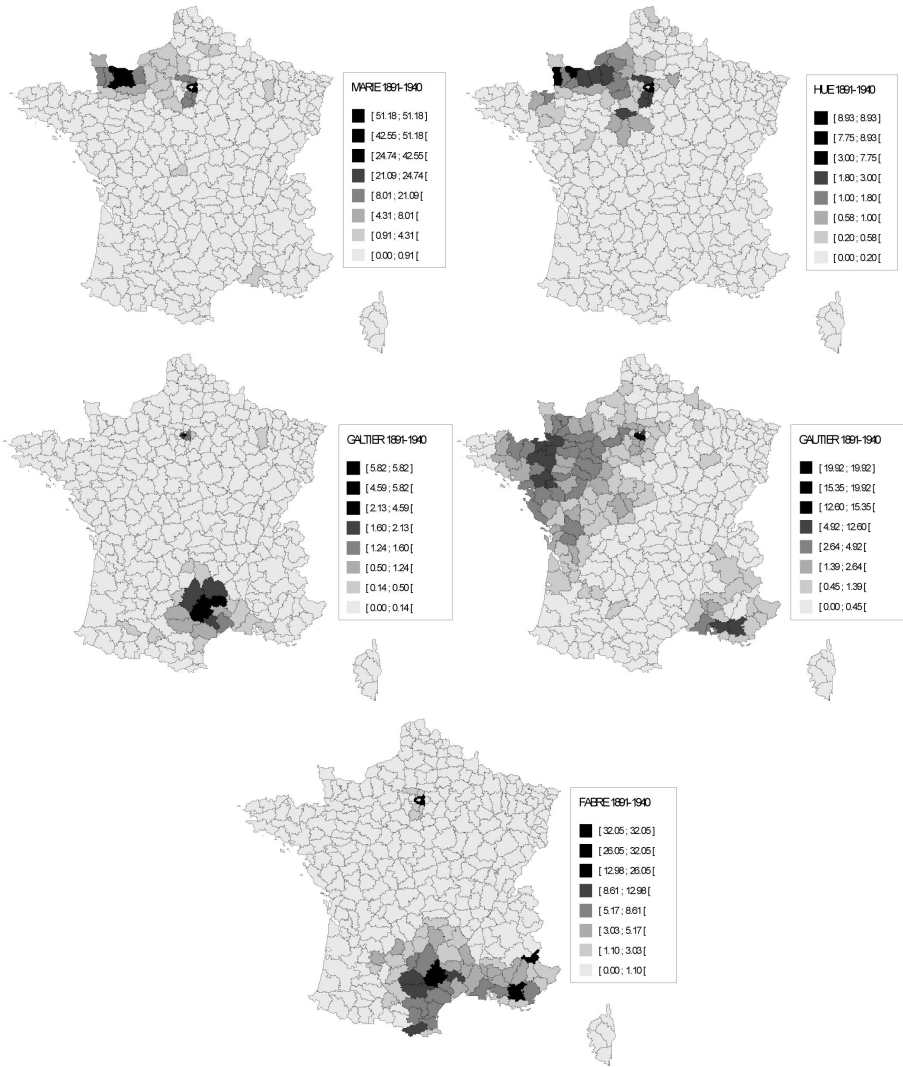 MARIE 1891-1940
[ 51.18 ; 51.18 ]
[ 42.55 ; 51.18 [
[ 24.74 ; 42.55 [
[ 21.09 ; 24.74 [
[ 8.01 ; 21.09 [
[ 4.31 ; 8.01 [
[ 0.91 ; 4.31 [
[ 0.00 ; 0.91 [
HUE 1891-1940
[ 8.93 ; 8.93 ]
[ 7.75 ; 8.93 [
[ 3.00 ; 7.75 [
[ 1.80 ; 3.00 [
[ 1.00 ; 1.80 [
[ 0.58 ; 1.00 [
[ 0.20 ; 0.58 [
[ 0.00 ; 0.20 [
GALTIER 1891-1940
[ 5.82 ; 5.82 ]
[ 4.59 ; 5.82 [
[ 2.13 ; 4.59 [
[ 1.60 ; 2.13 [
[ 1.24 ; 1.60 [
[ 0.50 ; 1.24 [
[ 0.14 ; 0.50 [
[ 0.00 ; 0.14 [
GAUTIER 1891-1940
[ 19.92 ; 19.92 ]
[ 15.35 ; 19.92 [
[ 12.60 ; 15.35 [
[ 4.92 ; 12.60 [
[ 2.64 ; 4.92 [
[ 1.39 ; 2.64 [
[ 0.45 ; 1.39 [
[ 0.00 ; 0.45 [
FABRE 1891-1940
[ 32.05 ; 32.05 ]
[ 26.05 ; 32.05 [
[ 12.98 ; 26.05 [
[ 8.61 ; 12.98 [
[ 5.17 ; 8.61 [
[ 3.03 ; 5.17 [
[ 1.10 ; 3.03 [
[ 0.00 ; 1.10 [